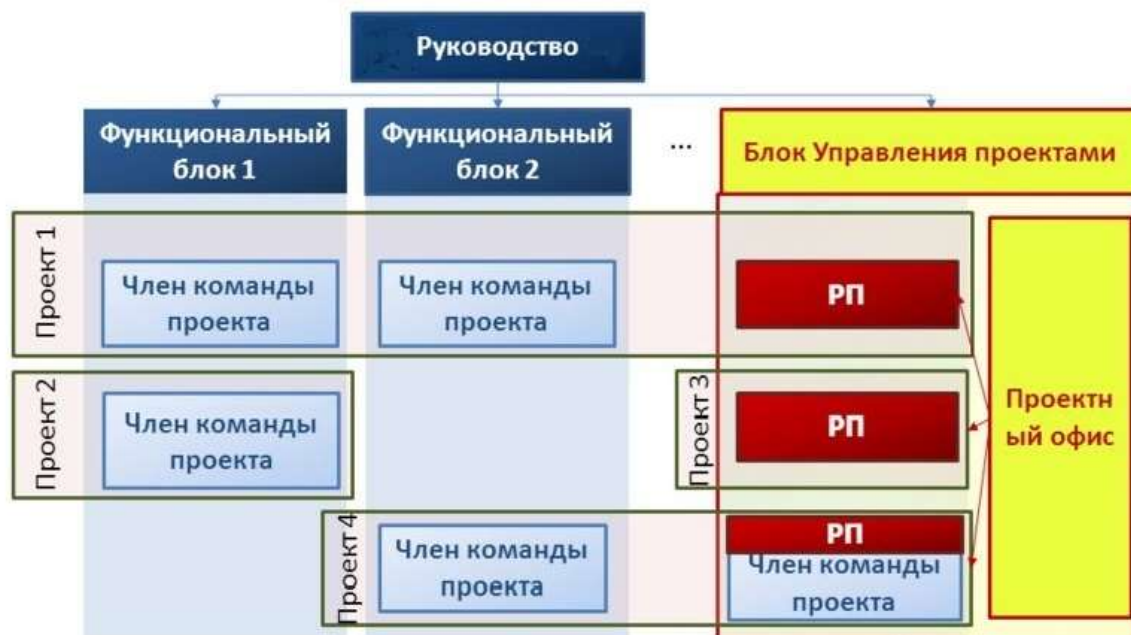 Руководство
Функциональный
блок 1
Функциональный
блок 2
...
Блок Управления проектами
Проект 1
Член команды
проекта
Член команды
проекта
РП
Проект 2
Член команды
проекта
Проект 3
РП
Проектн
ый офис
Проект 4
Член команды
проекта
РП
Член команды
проекта